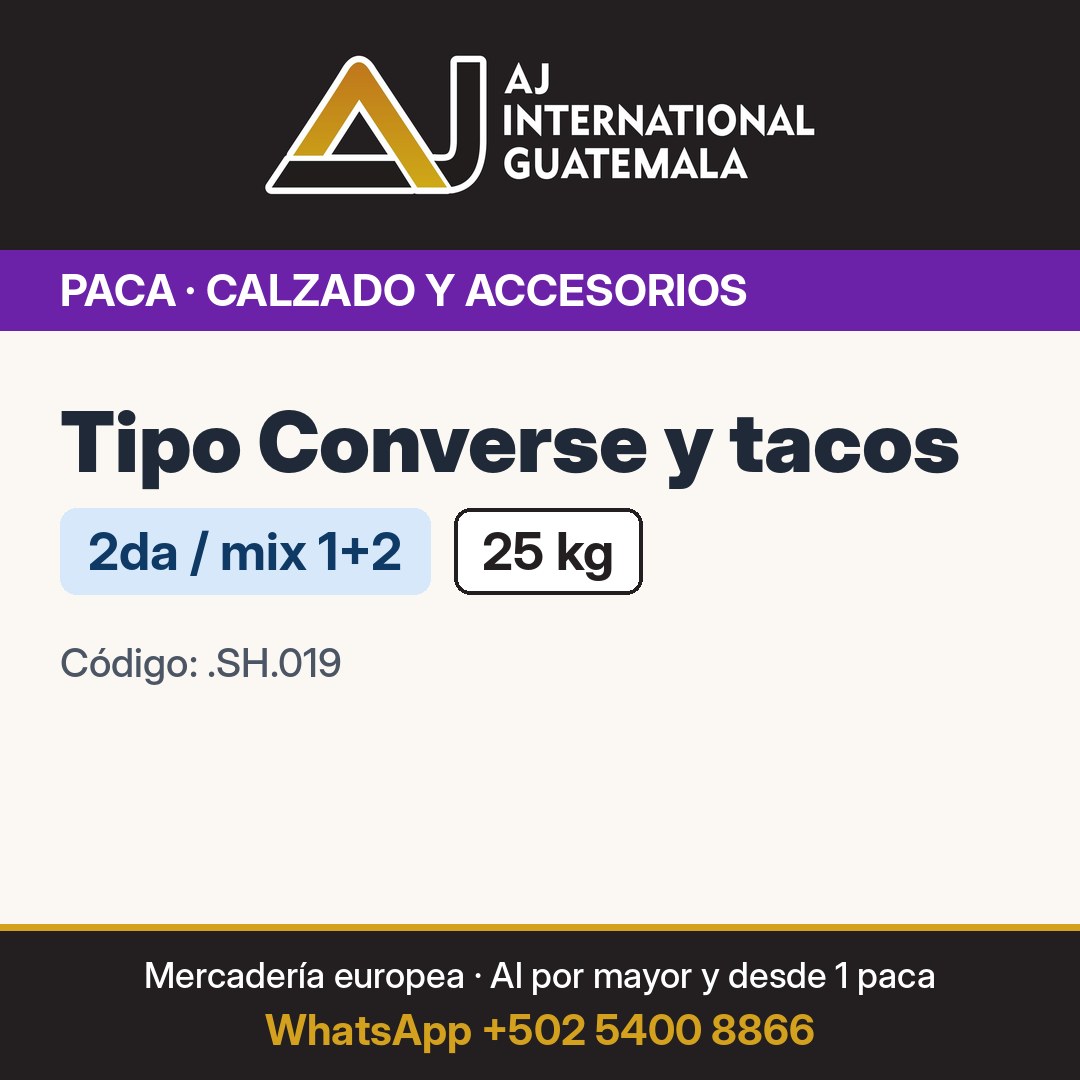 AJ
AJ
INTERNATIONAL
GUATEMALA
PACA · CALZADO Y ACCESORIOS
Tipo Converse y tacos
2da / mix 1+2
25 kg
Código: .SH.019
Mercadería europea · Al por mayor y desde 1 paca
WhatsApp +502 5400 8866